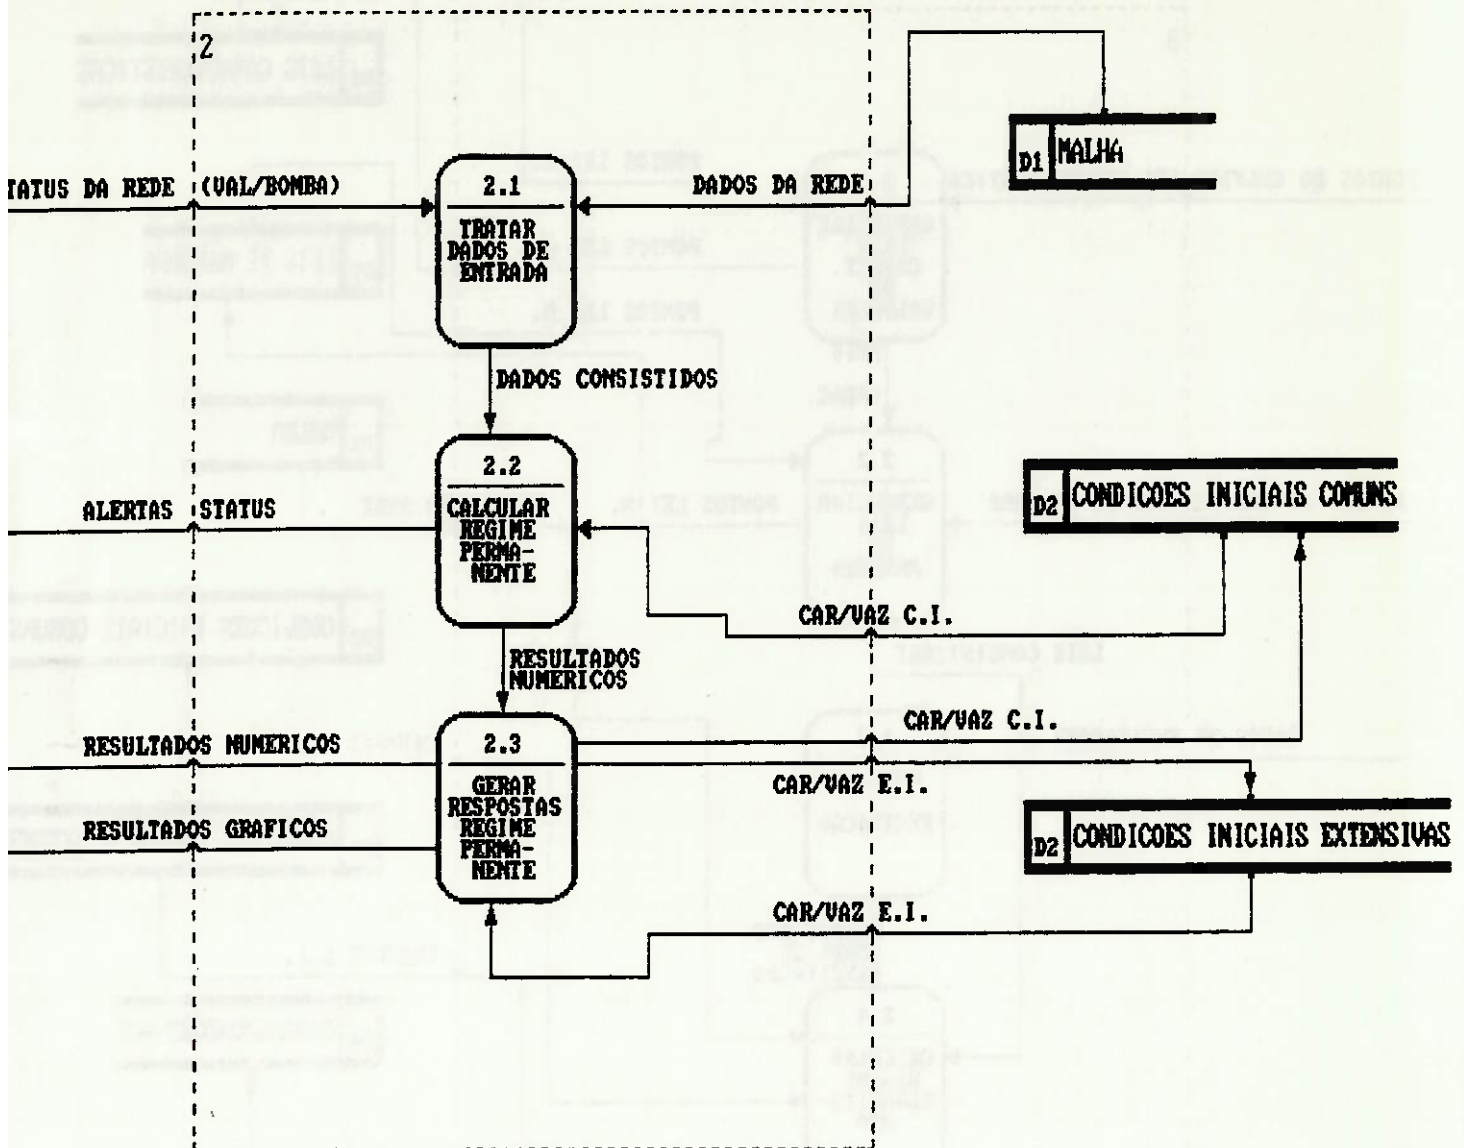 2
D1 MALHA
TATUS DA REDE (VAL/BOMBA)
2.1
DADOS DA REDE
TRATAR
DADOS DE
ENTRADA
DADOS CONSISTIDOS
2.2
CALCULAR
REGIME
PERMA-
NENTE
ALERTAS STATUS
D2 CONDICOES INICIAIS COMUNS
CAR/VAZ C.I.
RESULTADOS
NUMERICOS
CAR/VAZ C.I.
RESULTADOS NUMERICOS
2.3
GERAR
RESPOSTAS
REGIME
PERMA-
NENTE
CAR/VAZ E.I.
RESULTADOS GRAFICOS
D2 CONDICOES INICIAIS EXTENSIVAS
CAR/VAZ E.I.